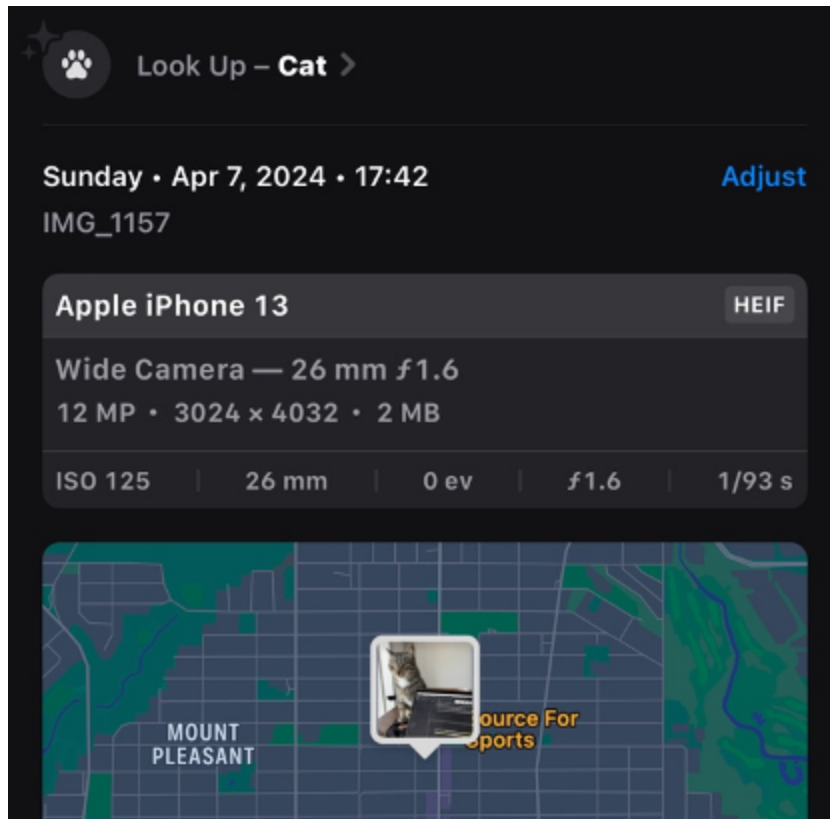 Look Up – Cat
Sunday • Apr 7, 2024 • 17:42
Adjust
IMG_1157
Apple iPhone 13
HEIF
Wide Camera — 26 mm ƒ1.6
12 MP • 3024 × 4032 • 2 MB
ISO 125 | 26 mm | 0 ev | ƒ1.6 | 1/93 s
MOUNT
PLEASANT
ource For
Sports